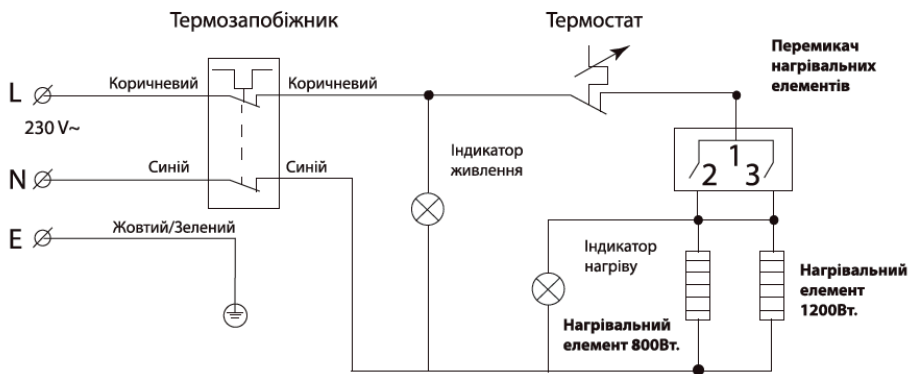 Термозапобіжник
Термостат
Перемикач
нагрівальних
елементів
L
Коричневий
Коричневий
230 V~
1
2
3
Індикатор
живлення
N
Синій
Синій
E
Жовтий/Зелений
Індикатор
нагріву
Нагрівальний
елемент
1200Вт.
Нагрівальний
елемент 800Вт.